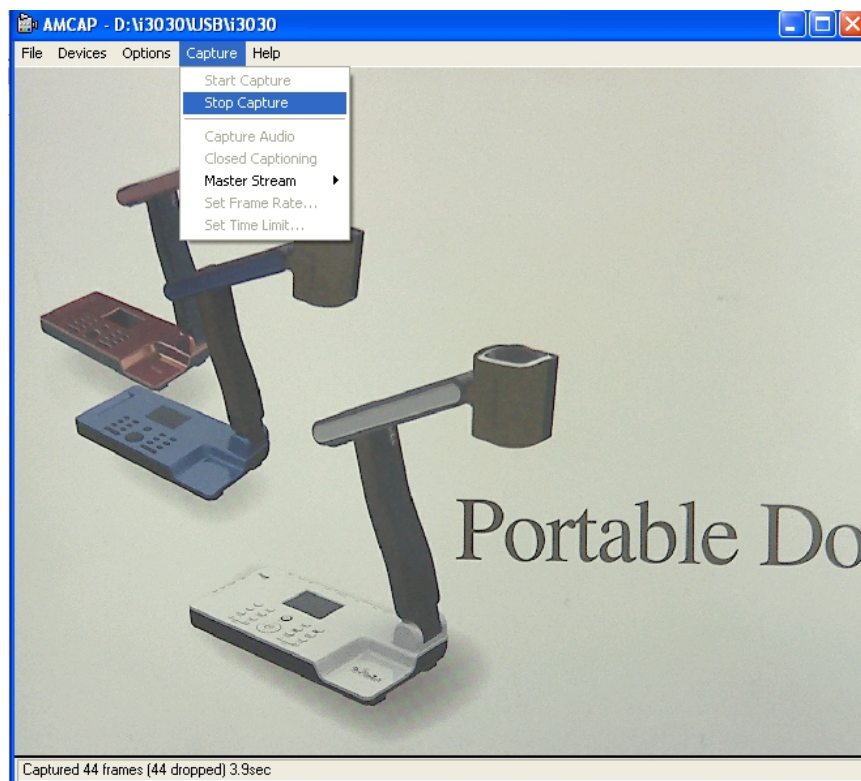 AMCAP - D:\i3030\USB\i3030
File Devices Options Capture Help
Start Capture
Stop Capture
Capture Audio
Closed Captioning
Master Stream
Set Frame Rate...
Set Time Limit...
Portable Do
Captured 44 frames (44 dropped) 3.9sec